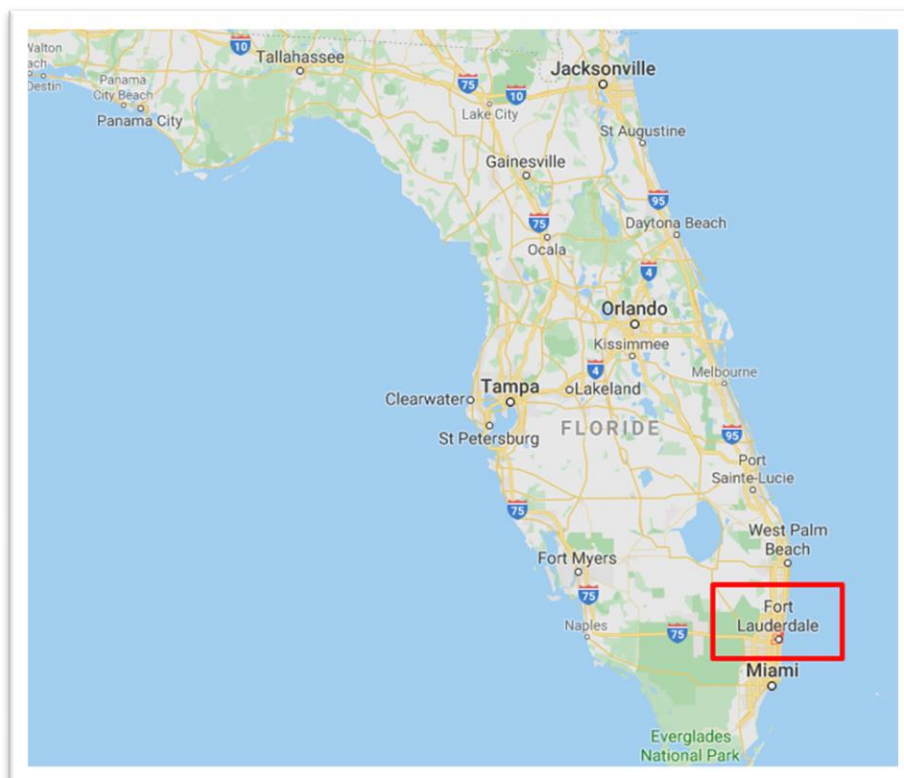 10
Tallahassee
Walton
Destin
Panama
City Beach
Panama City
75
10
Jacksonville
Lake City
St Augustine
Gainesville
95
75
Daytona Beach
Ocala
4
Orlando
Kissimmee
4
Melbourne
Clearwater
Tampa
Lakeland
St Petersburg
FLORIDE
95
Port
Sainte-Lucie
75
West Palm
Beach
Fort Myers
75
Fort
Lauderdale
Naples
75
Miami
Everglades
National Park